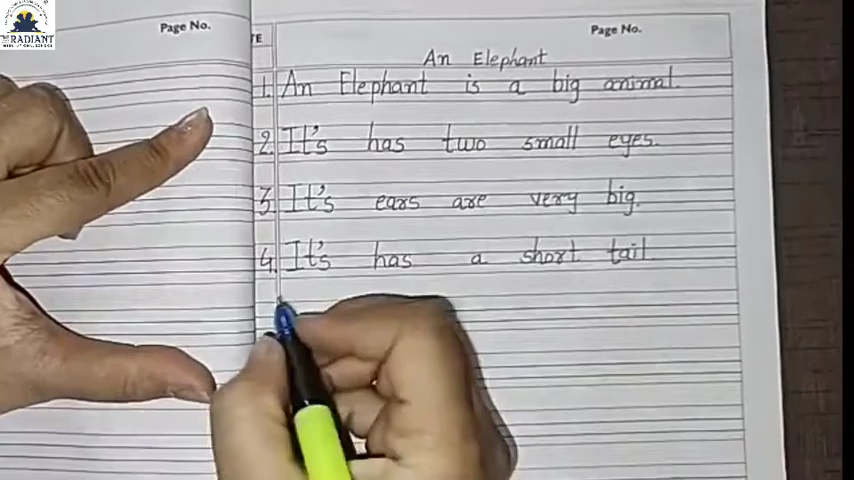 Page No.
Page No.
TE
RADIANT
An Elephant
1. An Elephant is a big animal.
2. It's has two small eyes.
3. It's ears are very big.
4. It's has a short tail